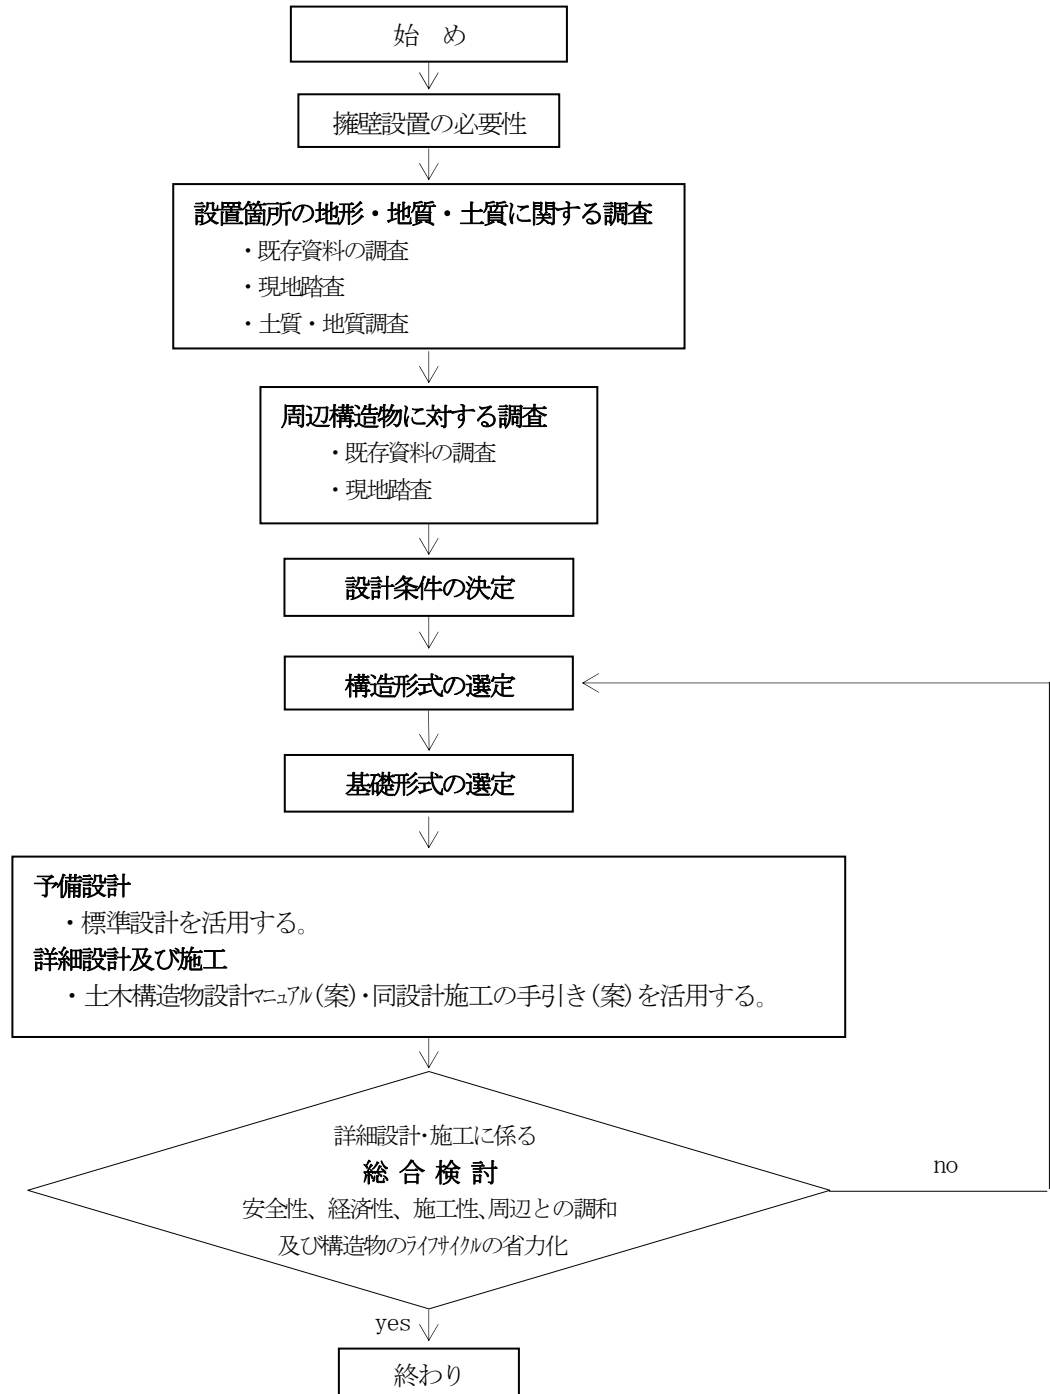 始　め
擁壁設置の必要性
設置箇所の地形・地質・土質に関する調査
・既存資料の調査
・現地踏査
・土質・地質調査
周辺構造物に対する調査
・既存資料の調査
・現地踏査
設計条件の決定
構造形式の選定
基礎形式の選定
予備設計
・標準設計を活用する。
詳細設計及び施工
・土木構造物設計ﾏﾆｭｱﾙ(案)・同設計施工の手引き(案)を活用する。
詳細設計・施工に係る
総 合 検 討
no
安全性、経済性、施工性、周辺との調和
及び構造物のﾗｲﾌｻｲｸﾙの省力化
yes
終わり